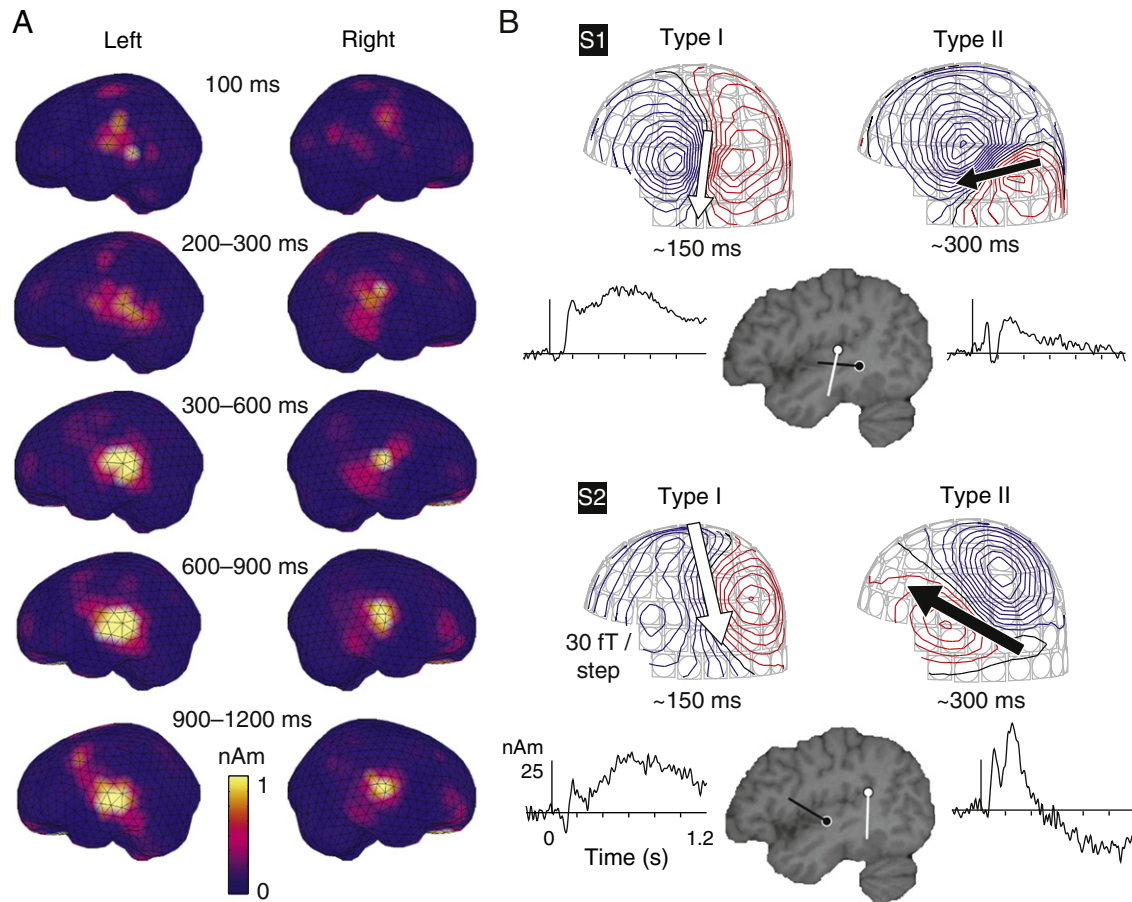 A
Left
Right
100 ms
200–300 ms
300–600 ms
600–900 ms
900–1200 ms
nAm
1
0
B
S1
Type I
Type II
~150 ms
~300 ms
S2
Type I
Type II
30 fT /
step
~150 ms
~300 ms
nAm
25
0
1.2
Time (s)